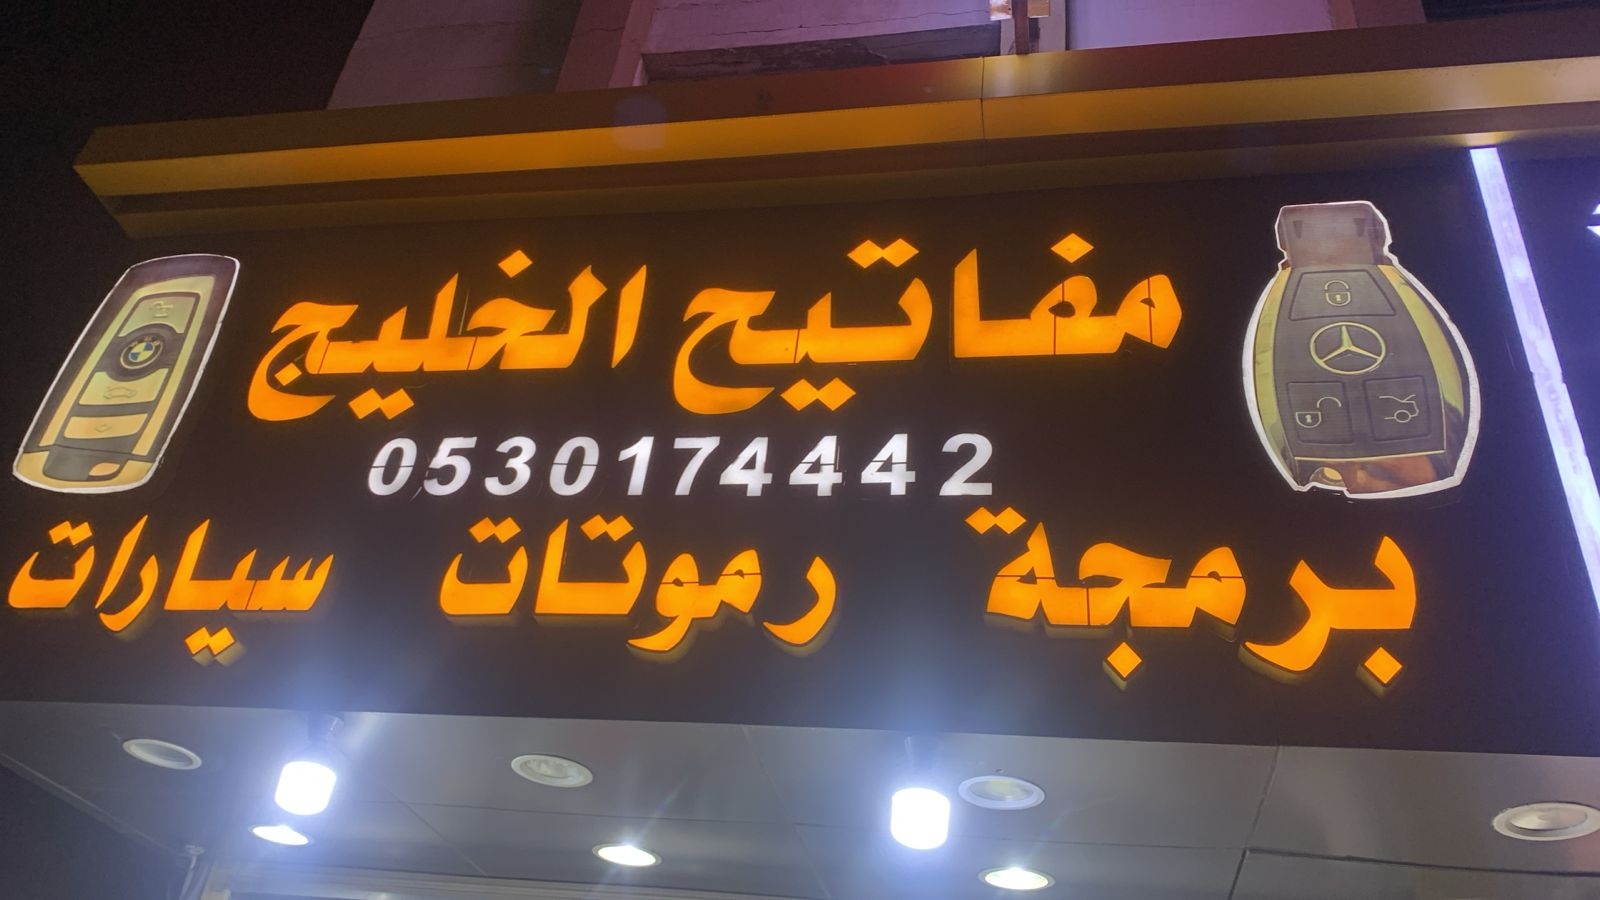 مفاتيح الخليج
0530174442
برمجة رموتات سيارات